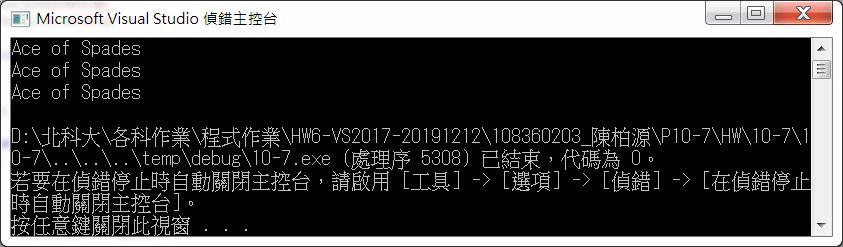 Microsoft Visual Studio 偵錯主控台
Ace of Spades
Ace of Spades
Ace of Spades
D:\北科大\各科作業\程式作業\HW6-VS2017-20191212\108360203_陳柏源\P10-7\HW\10-7\1
0-7\..\..\..\temp\debug\10-7.exe (處理序 5308) 已結束，代碼為 0。
若要在偵錯停止時自動關閉主控台，請啟用 [工具] -> [選項] -> [偵錯] -> [在偵錯停止
時自動關閉主控台]。
按任意鍵關閉此視窗 . . .